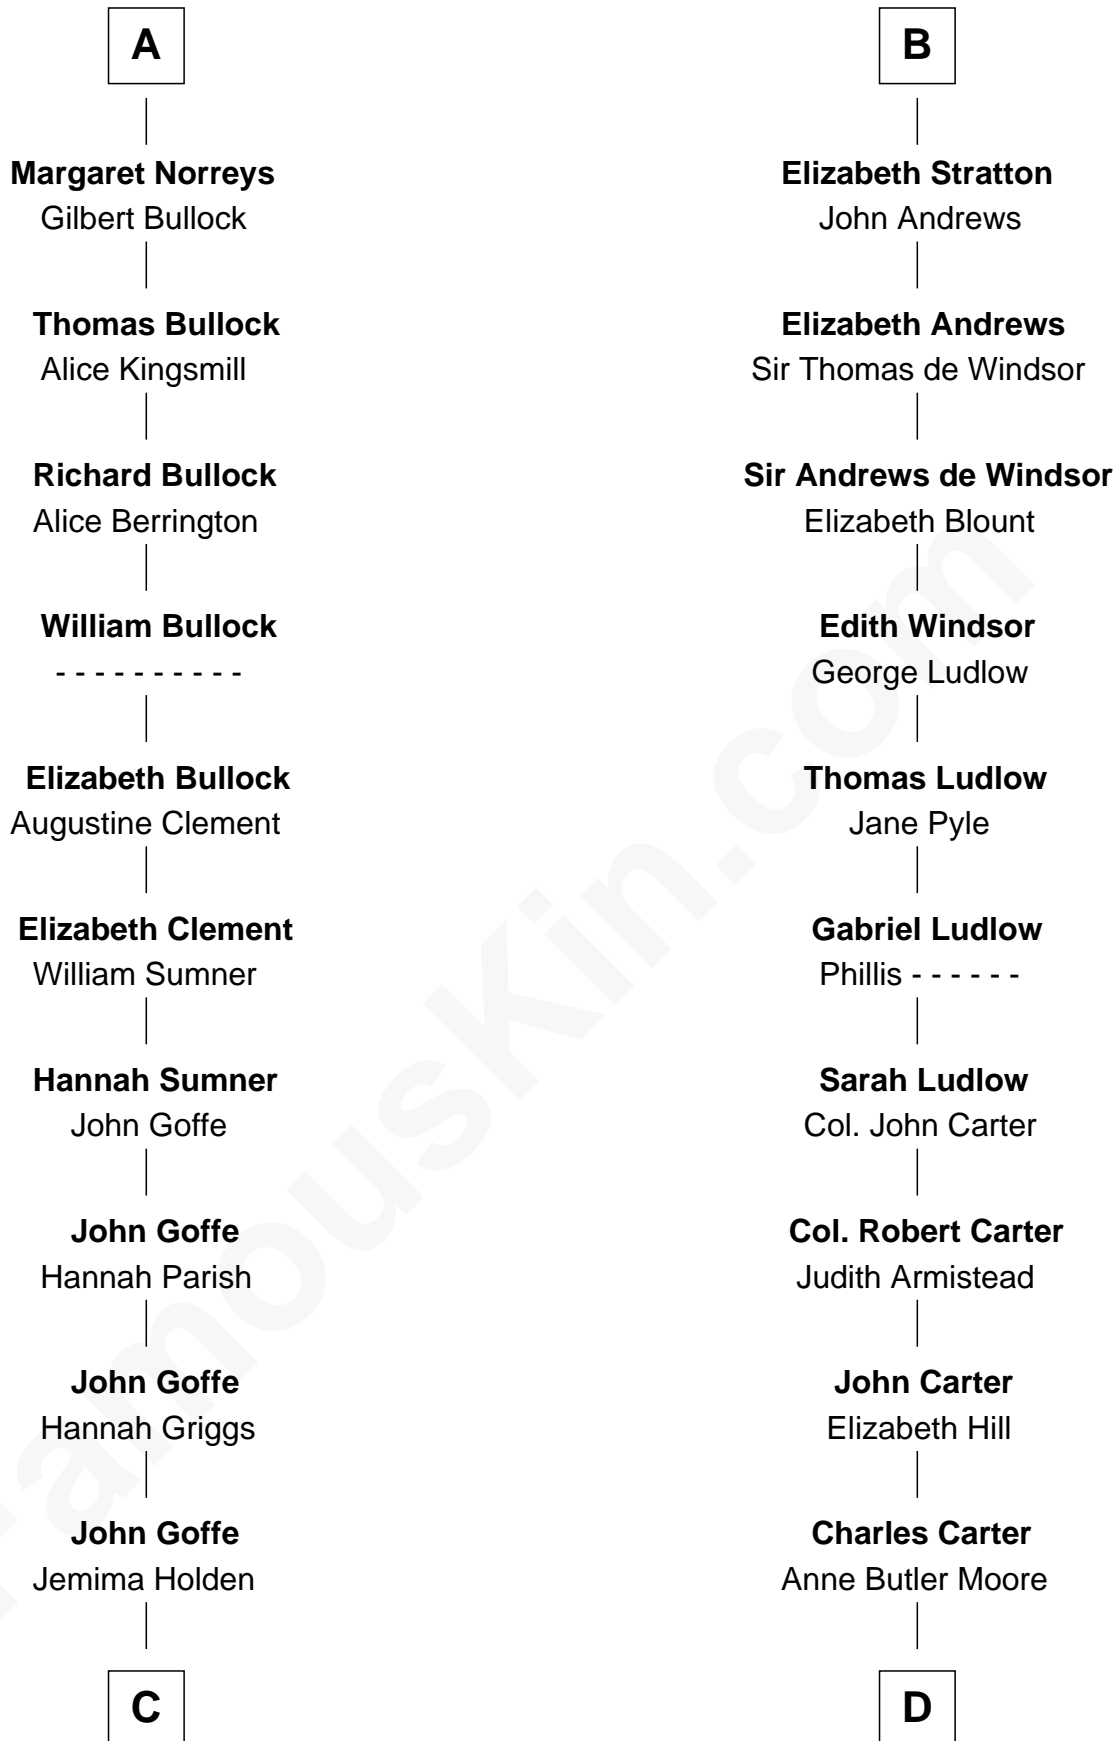 A
Margaret Norreys
Gilbert Bullock
Thomas Bullock
Alice Kingsmill
Richard Bullock
Alice Berrington
William Bullock
- - - - - - - - - -
Elizabeth Bullock
Augustine Clement
Elizabeth Clement
William Sumner
Hannah Sumner
John Goffe
John Goffe
Hannah Parish
John Goffe
Hannah Griggs
John Goffe
Jemima Holden
C
B
Elizabeth Stratton
John Andrews
Elizabeth Andrews
Sir Thomas de Windsor
Sir Andrews de Windsor
Elizabeth Blount
Edith Windsor
George Ludlow
Thomas Ludlow
Jane Pyle
Gabriel Ludlow
Phillis - - - - - -
Sarah Ludlow
Col. John Carter
Col. Robert Carter
Judith Armistead
John Carter
Elizabeth Hill
Charles Carter
Anne Butler Moore
D
FamousKin.com